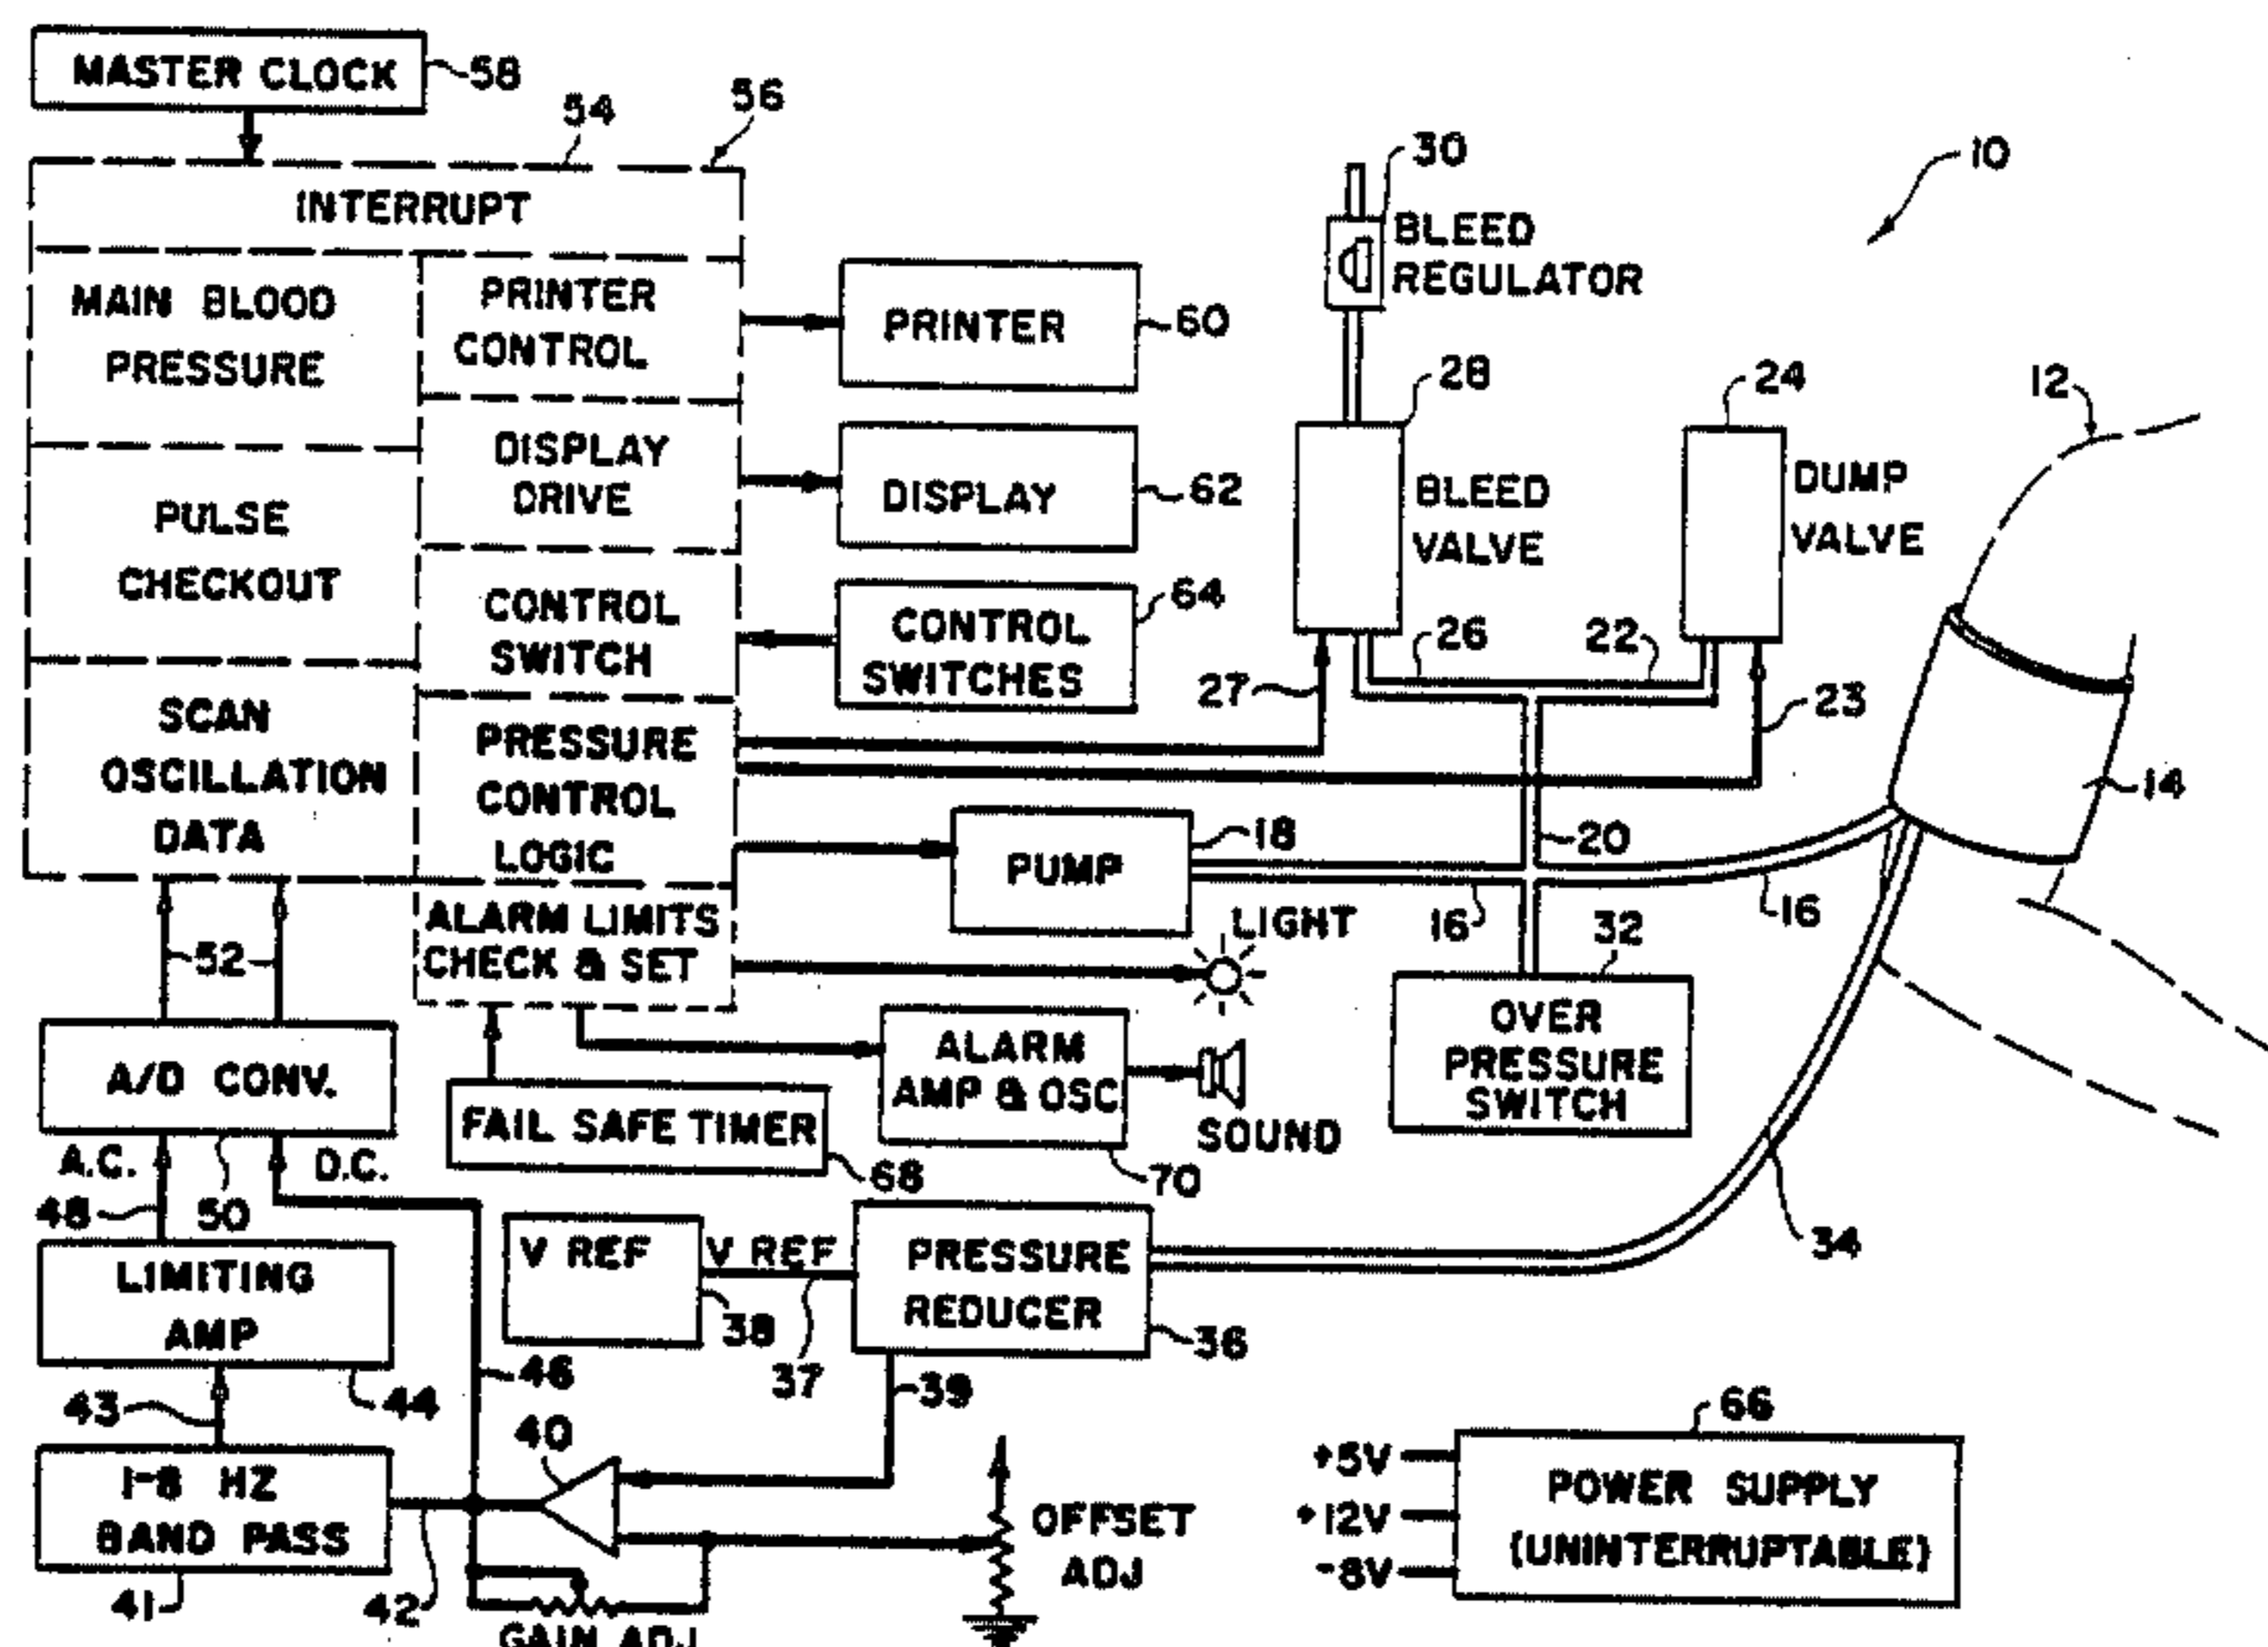 MASTER CLOCK
58
54
56
INTERRUPT
MAIN BLOOD
PRESSURE
PULSE
CHECKOUT
SCAN
OSCILLATION
DATA
PRINTER
CONTROL
DISPLAY
DRIVE
CONTROL
SWITCH
PRESSURE
CONTROL
LOGIC
ALARM LIMITS
CHECK & SET
PRINTER
60
DISPLAY
62
CONTROL
SWITCHES
64
30
BLEED
REGULATOR
10
28
BLEED
VALVE
24
DUMP
VALVE
12
26
22
27
23
14
PUMP
18
20
16
16
LIGHT
32
OVER
PRESSURE
SWITCH
52
A/D CONV.
A.C.
D.C.
48
50
FAIL SAFE TIMER
68
ALARM
AMP & OSC
70
SOUND
34
LIMITING
AMP
44
43
V REF
38
V REF
37
PRESSURE
REDUCER
36
39
46
40
1-8 HZ
BAND PASS
41
42
GAIN ADJ
OFFSET
ADJ
66
+5V
+12V
-8V
POWER SUPPLY
(UNINTERRUPTABLE)